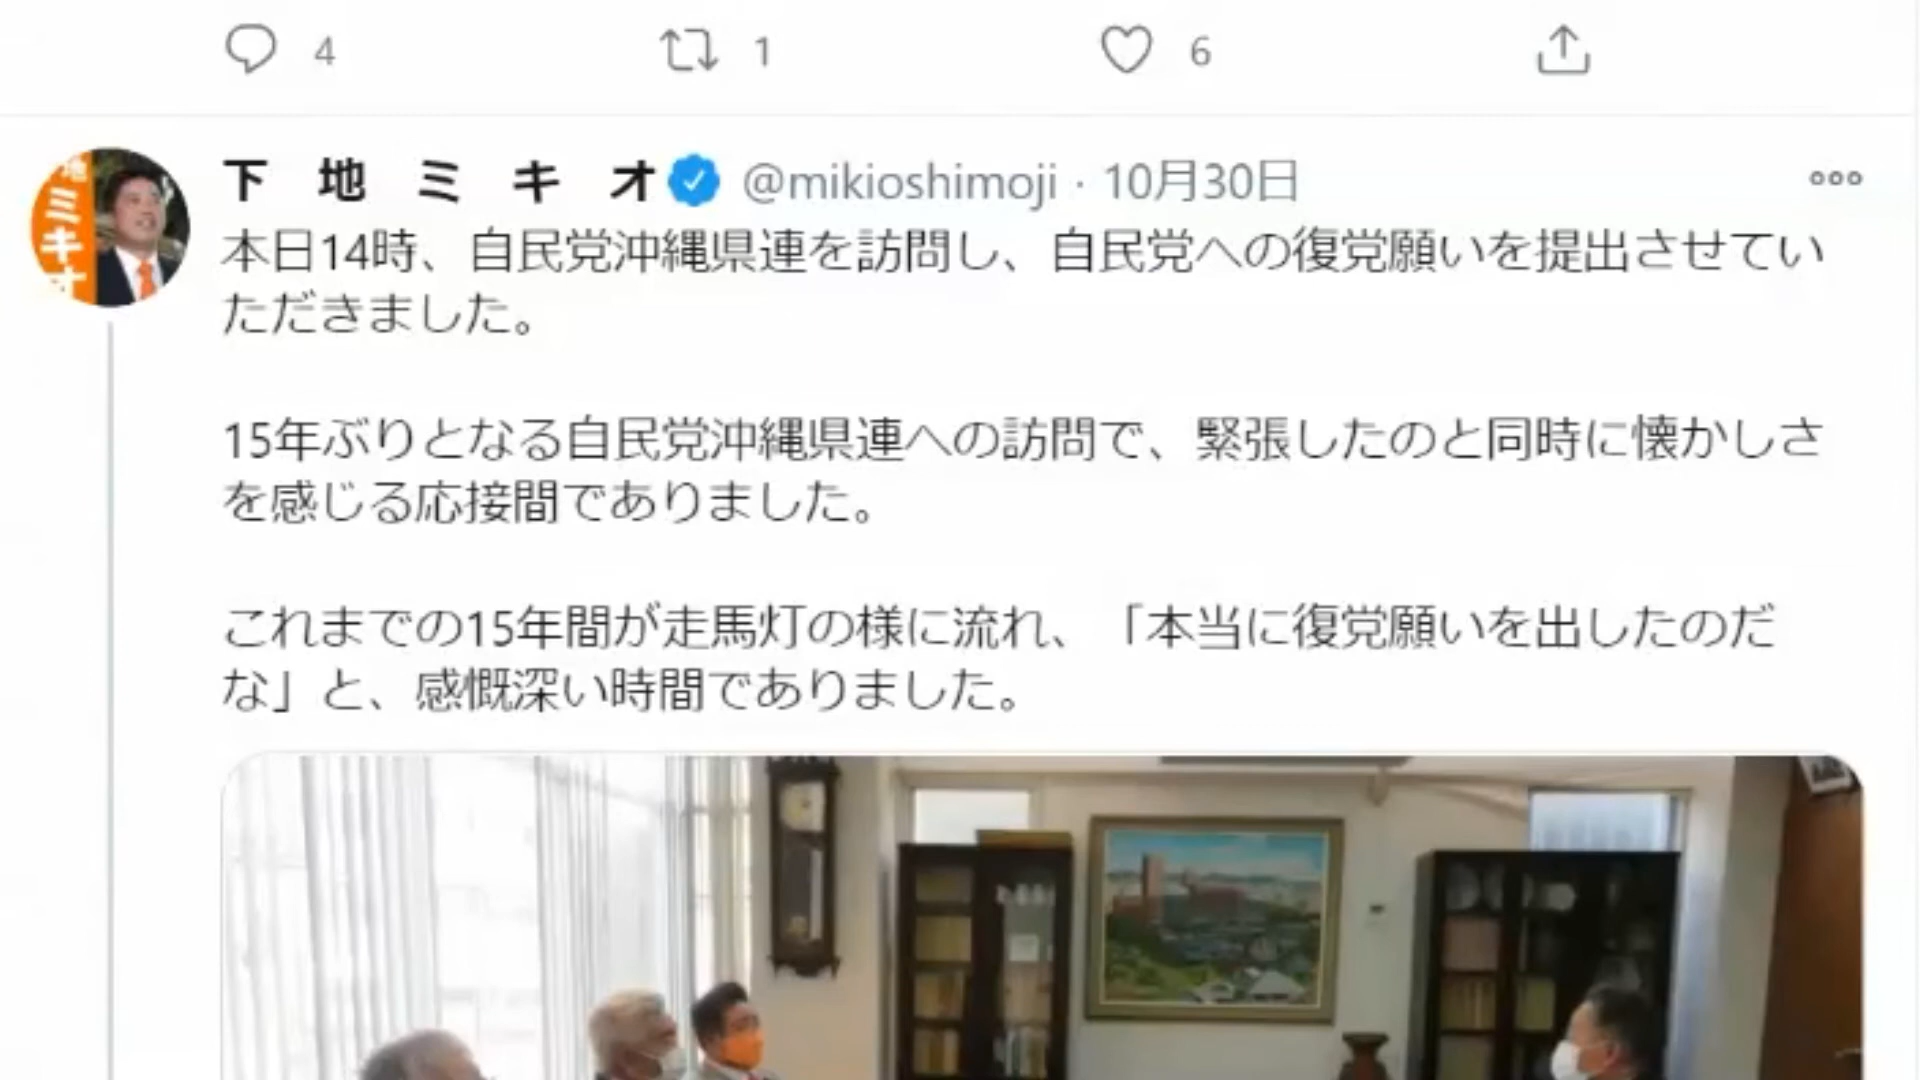 4 1 6
下 地 ミ キ オ @mikioshimoji · 10月30日
本日14時、自民党沖縄県連を訪問し、自民党への復党願いを提出させてい
ただきました。
15年ぶりとなる自民党沖縄県連への訪問で、緊張したのと同時に懐かしさ
を感じる応接間でありました。
これまでの15年間が走馬灯の様に流れ、「本当に復党願いを出したのだ
な」と、感慨深い時間でありました。
地ミキオ